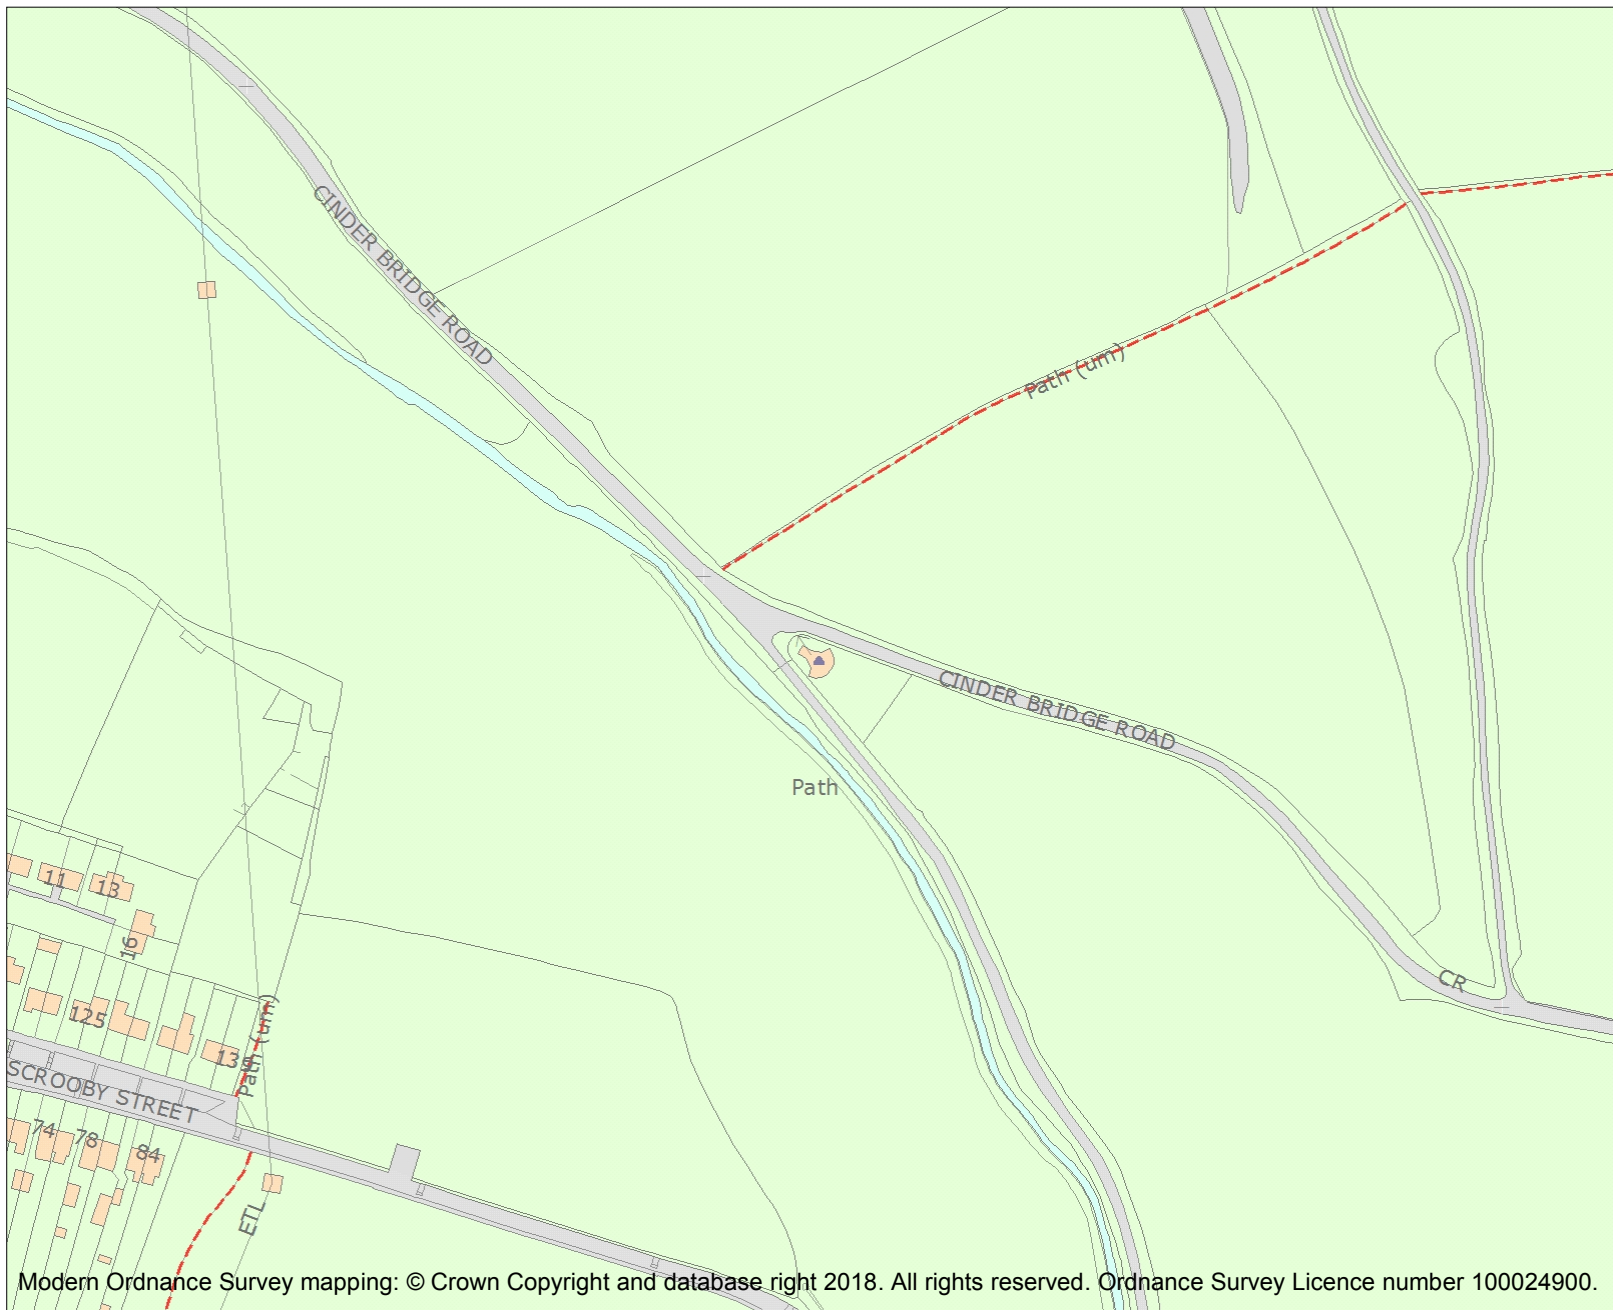 CINDER BRIDGE ROAD
Path (um)
CINDER BRIDGE ROAD
Path
11
13
16
CR
125
135
Path (um)
SCROOBY STREET
74
78
84
ETL
Modern Ordnance Survey mapping: © Crown Copyright and database right 2018. All rights reserved. Ordnance Survey Licence number 100024900.